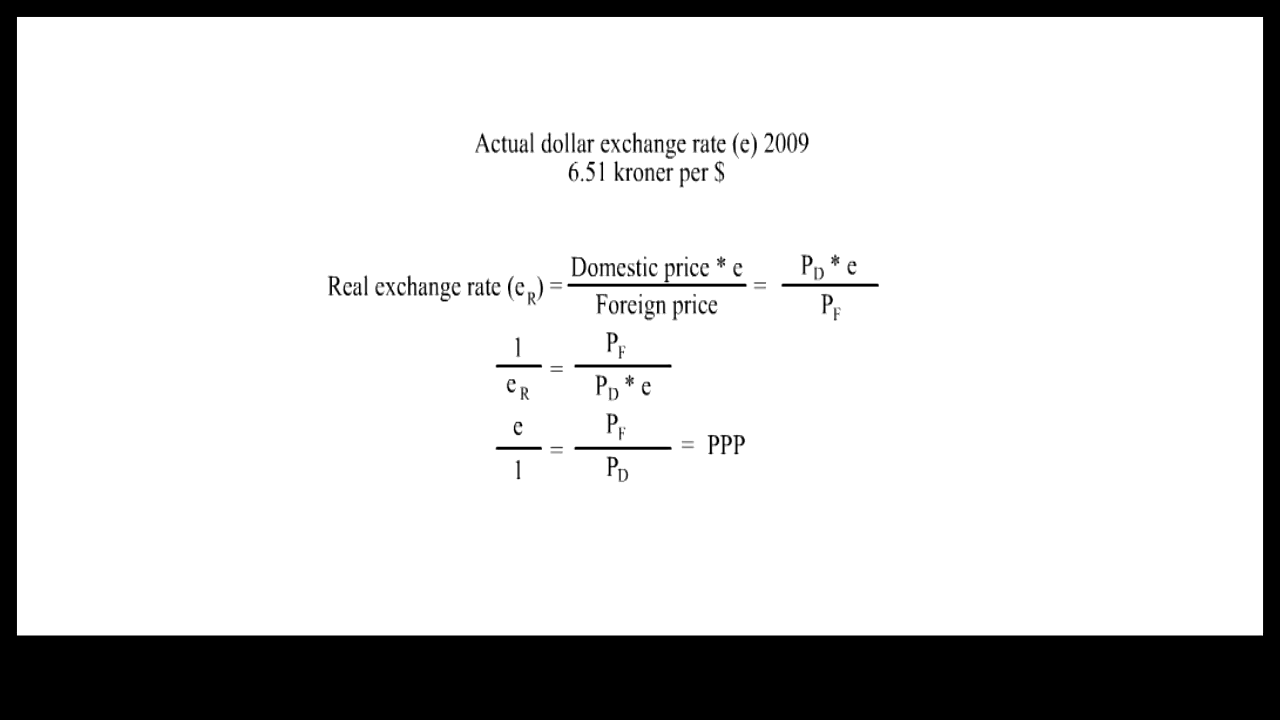 Actual dollar exchange rate (e) 2009
6.51 kroner per $
Real exchange rate (e_R) = Domestic price * e / Foreign price = P_D * e / P_F
1 / e_R = P_F / P_D * e
e / 1 = P_F / P_D = PPP